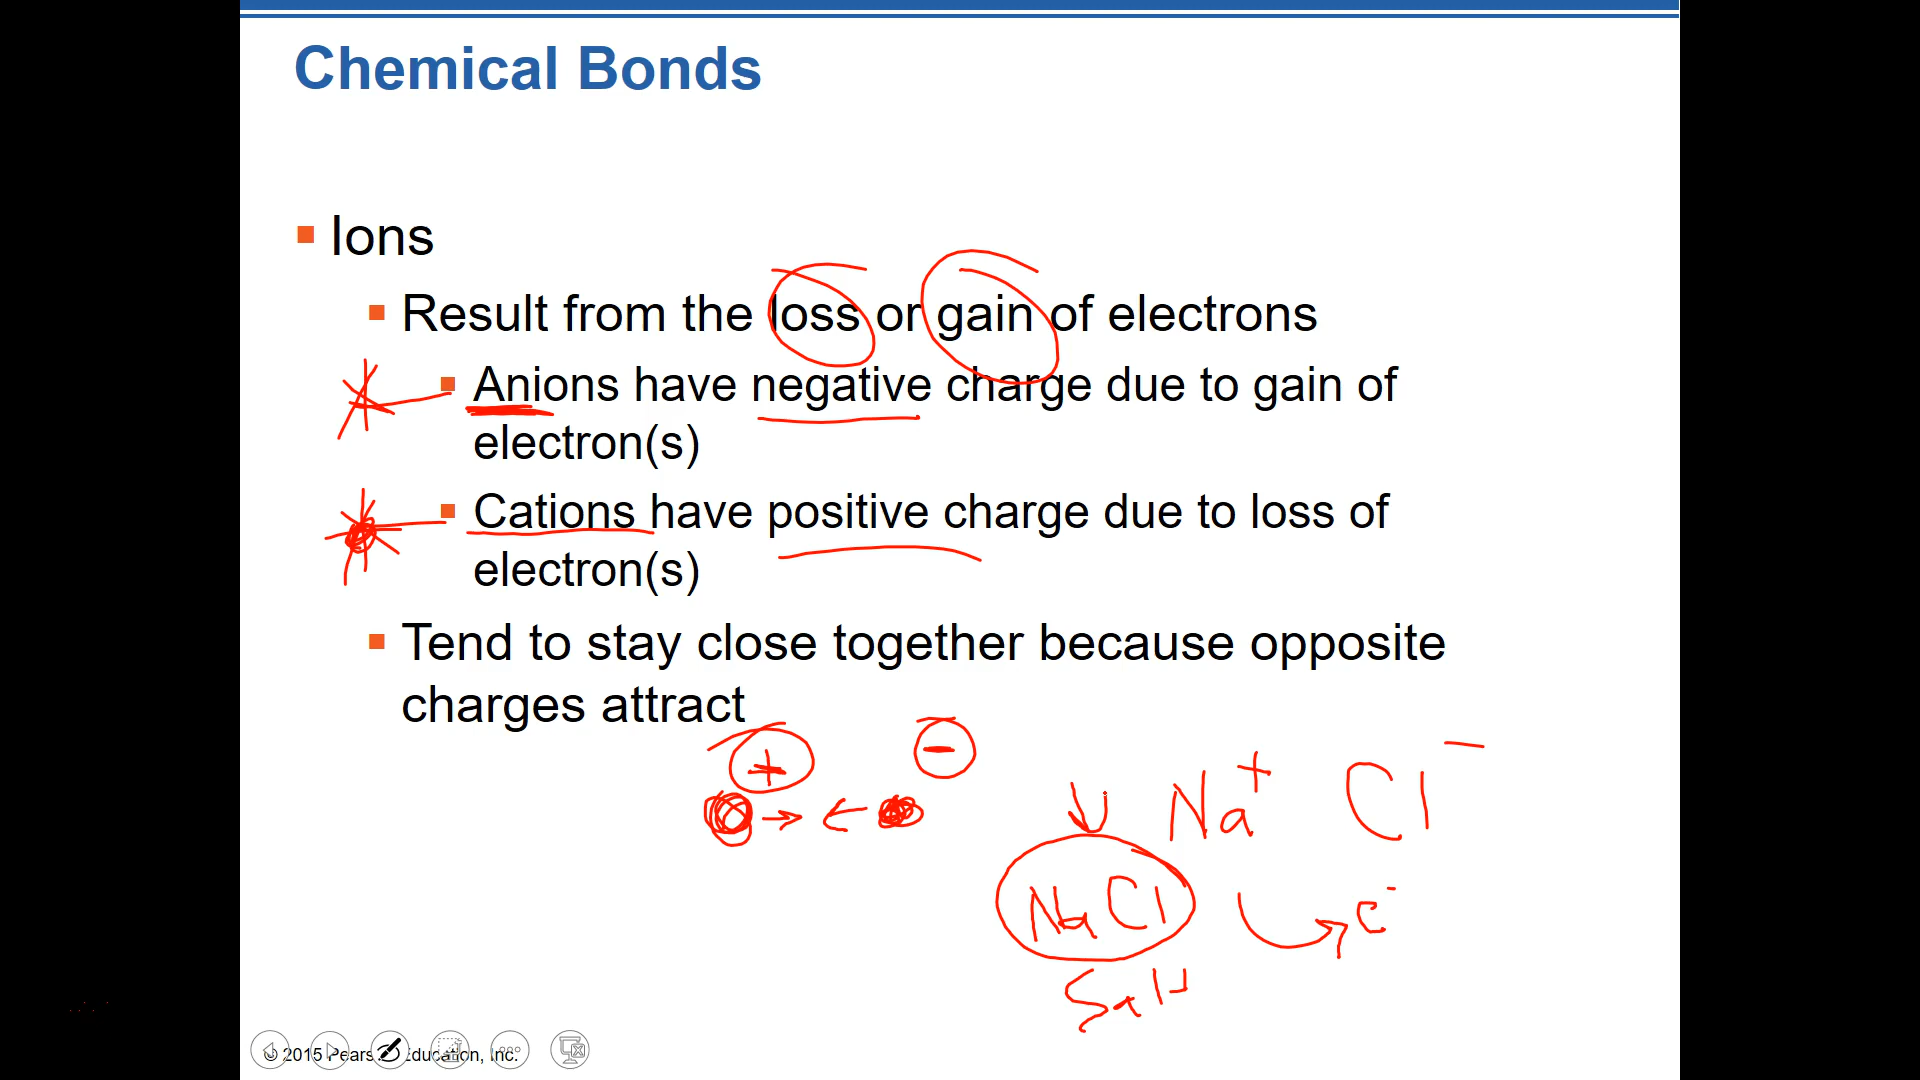 Chemical Bonds
Ions
Result from the loss or gain of electrons
Anions have negative charge due to gain of
electron(s)
Cations have positive charge due to loss of
electron(s)
Tend to stay close together because opposite
charges attract
+ −
Na+ Cl−
NaCl e-
Salt
© 2015 Pearson Education, Inc.